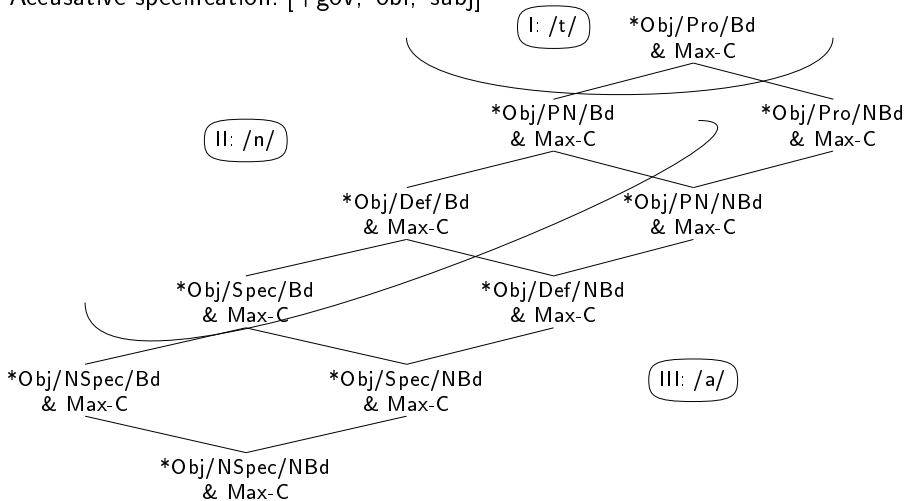 Accusative specification: [+gov, -obl, -subj]
I: /t/
*Obj/Pro/Bd
& Max-C
*Obj/PN/Bd
& Max-C
*Obj/Pro/NBd
& Max-C
II: /n/
*Obj/Def/Bd
& Max-C
*Obj/PN/NBd
& Max-C
*Obj/Spec/Bd
& Max-C
*Obj/Def/NBd
& Max-C
*Obj/NSpec/Bd
& Max-C
*Obj/Spec/NBd
& Max-C
III: /a/
*Obj/NSpec/NBd
& Max-C